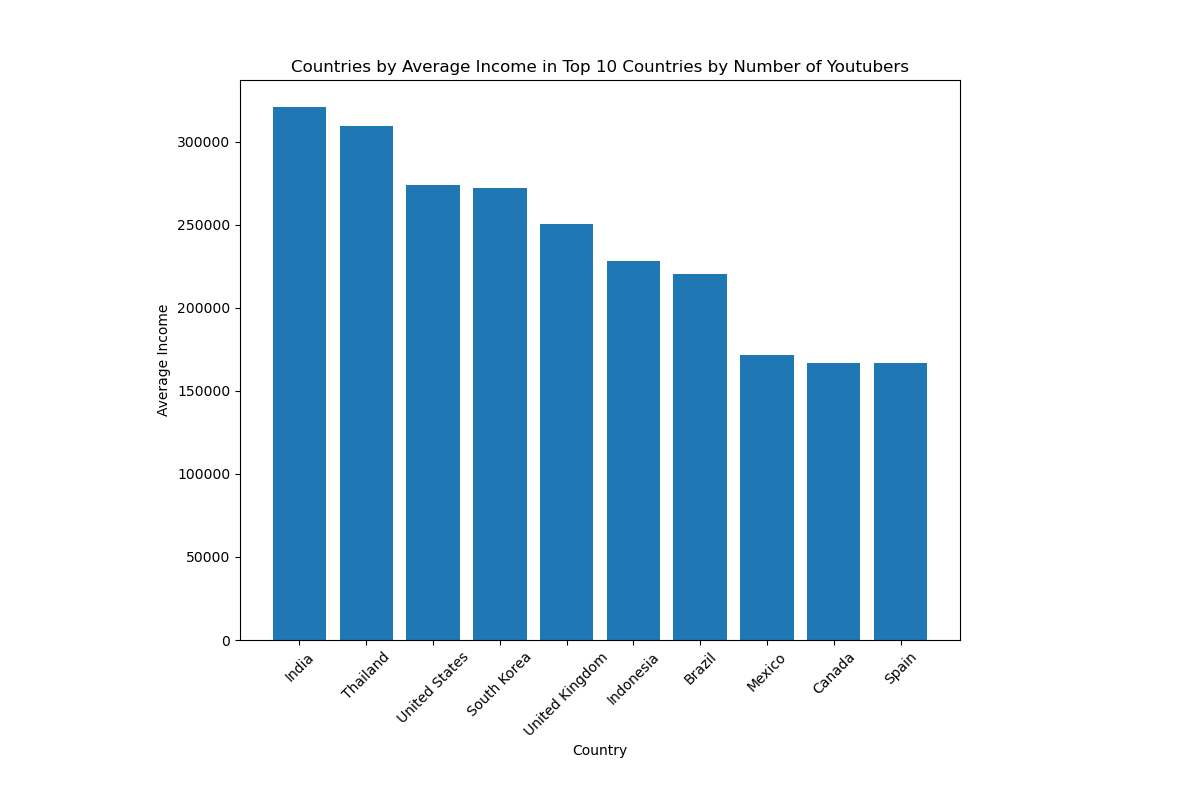 Countries by Average Income in Top 10 Countries by Number of Youtubers
Average Income
300000
250000
200000
150000
100000
50000
0
India
Thailand
United States
South Korea
United Kingdom
Indonesia
Brazil
Mexico
Canada
Spain
Country